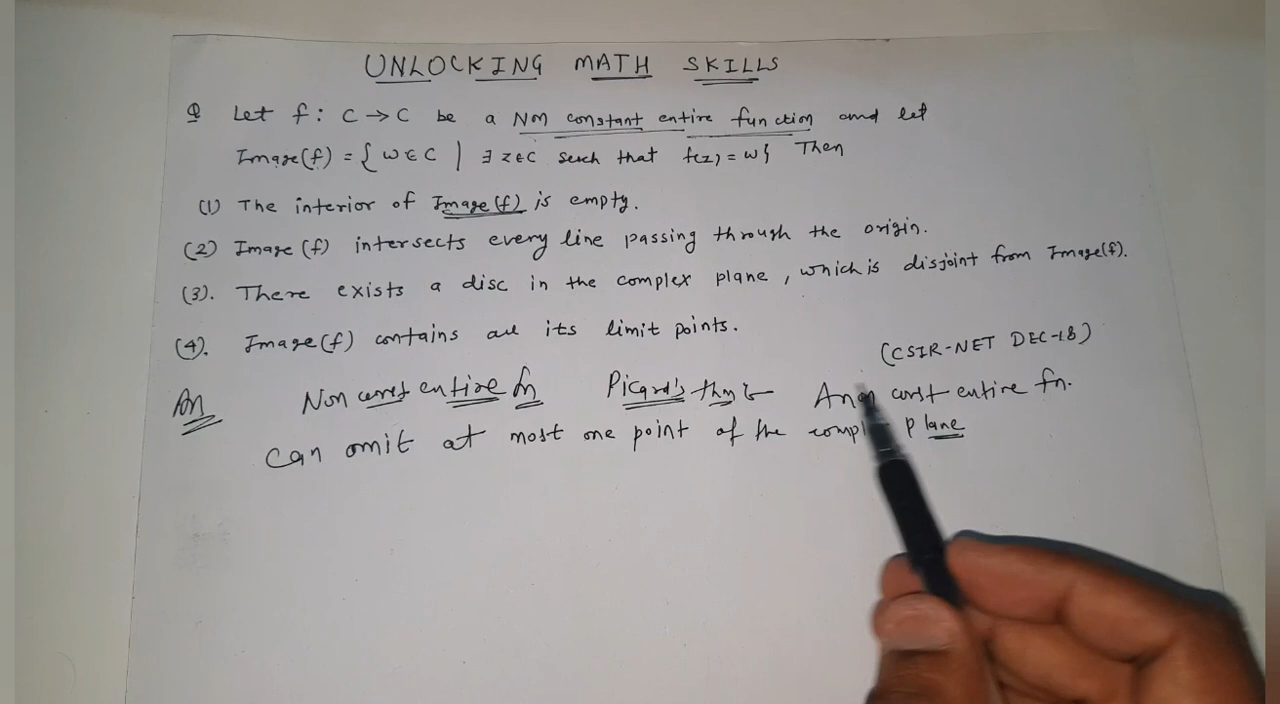 UNLOCKING MATH SKILLS
Q Let f: C → C be a Non constant entire function and let
Image(f) = { w ∈ C | ∃ z ∈ C such that f(z) = w} Then
(1) The interior of Image(f) is empty.
(2) Image (f) intersects every line passing through the origin.
(3). There exists a disc in the complex plane, which is disjoint from Image(f).
(4). Image(f) contains all its limit points.
(CSIR-NET DEC-18)
An Non const entire fn Picard's thm :- A non const entire fn.
can omit at most one point of the plane